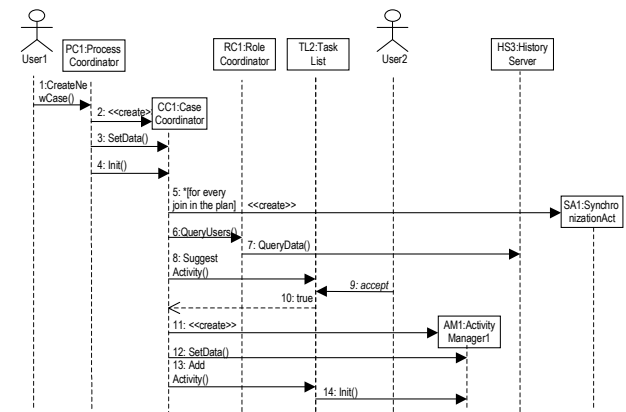 User1
PC1:Process
Coordinator
RC1:Role
Coordinator
TL2:Task
List
User2
HS3:History
Server
1:CreateNe
wCase()
2: <<create>
CC1:Case
Coordinator
3: SetData()
4: Init()
5: *[for every
join in the plan]
<<create>>
SA1:Synchro
nizationAct
6:QueryUsers()
7: QueryData()
8: Suggest
Activity()
9: accept
10: true
11: <<create>>
AM1:Activity
Manager1
12: SetData()
13: Add
Activity()
14: Init()